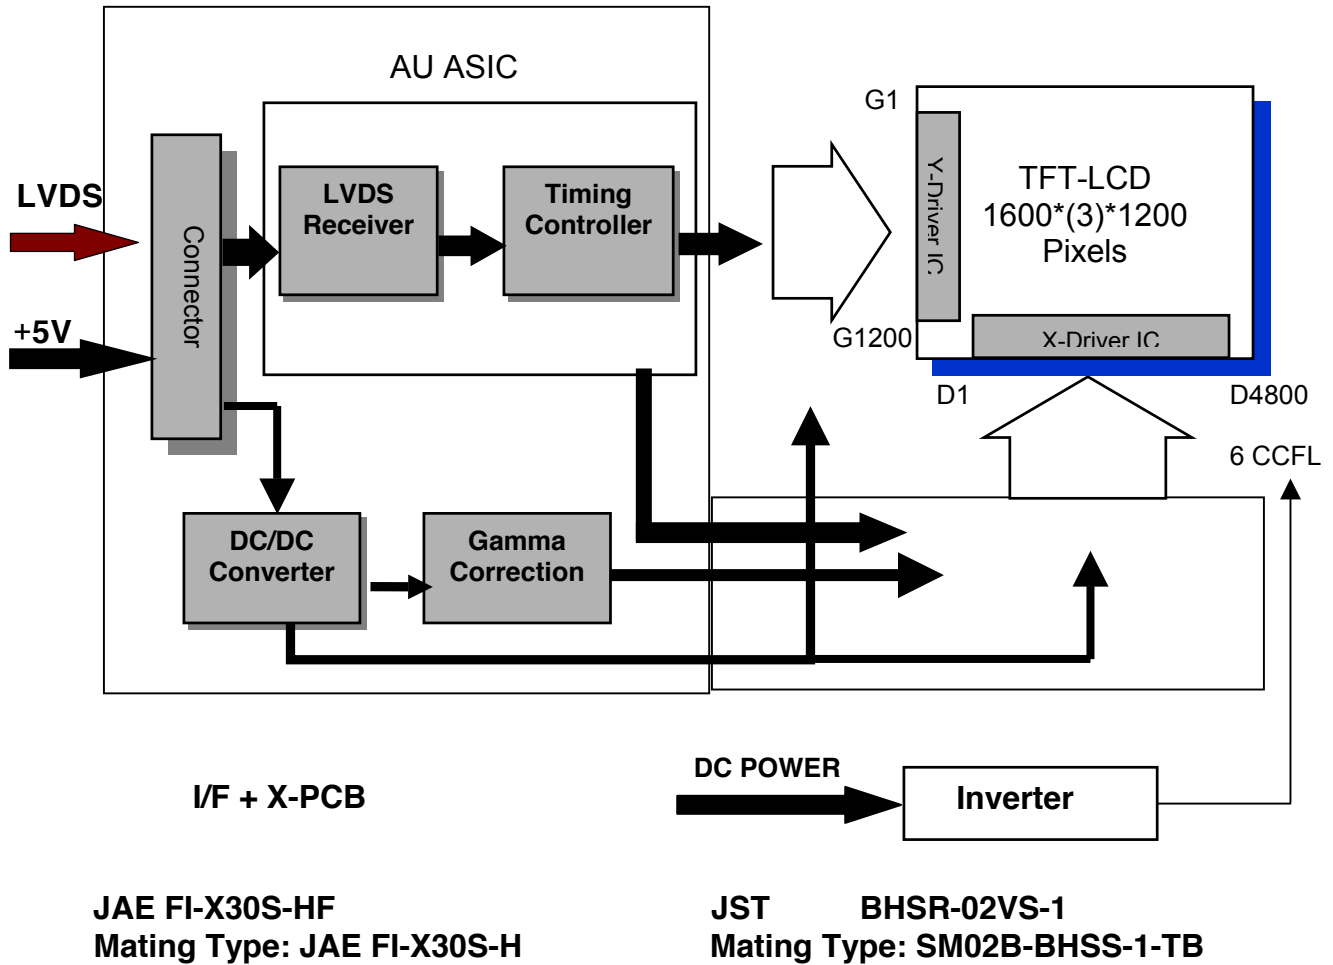 AU ASIC
G1
LVDS
Connector
LVDS
Receiver
Timing
Controller
Y-Driver IC
TFT-LCD
1600*(3)*1200
Pixels
+5V
G1200
X-Driver IC
D1
D4800
6 CCFL
DC/DC
Converter
Gamma
Correction
I/F + X-PCB
DC POWER
Inverter
JAE FI-X30S-HF
Mating Type: JAE FI-X30S-H
JST BHSR-02VS-1
Mating Type: SM02B-BHSS-1-TB